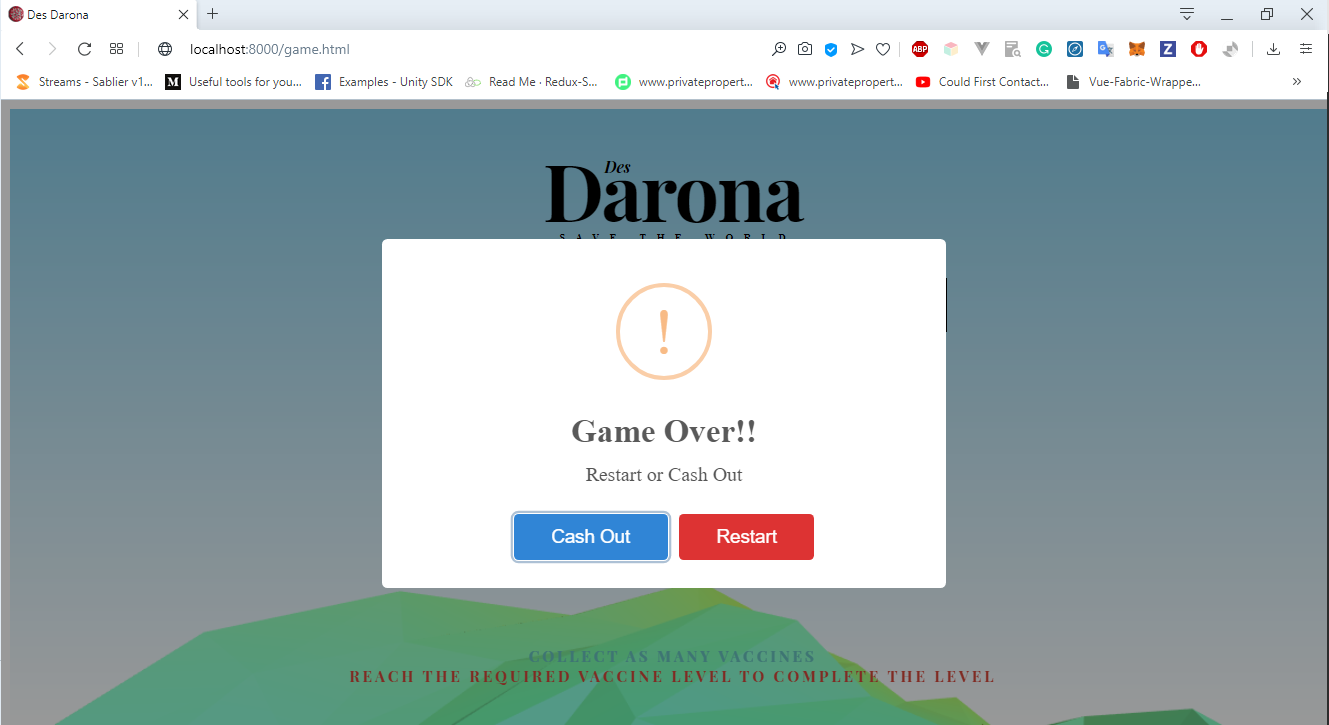 Des Darona
localhost:8000/game.html
ABP
Streams - Sablier v1...
Useful tools for you...
Examples - Unity SDK
Read Me · Redux-S...
www.privatepropert...
www.privatepropert...
Could First Contact...
Vue-Fabric-Wrappe...
Des
Darona
SAVE THE WORLD
!
Game Over!!
Restart or Cash Out
Cash Out Restart
COLLECT AS MANY VACCINES
REACH THE REQUIRED VACCINE LEVEL TO COMPLETE THE LEVEL